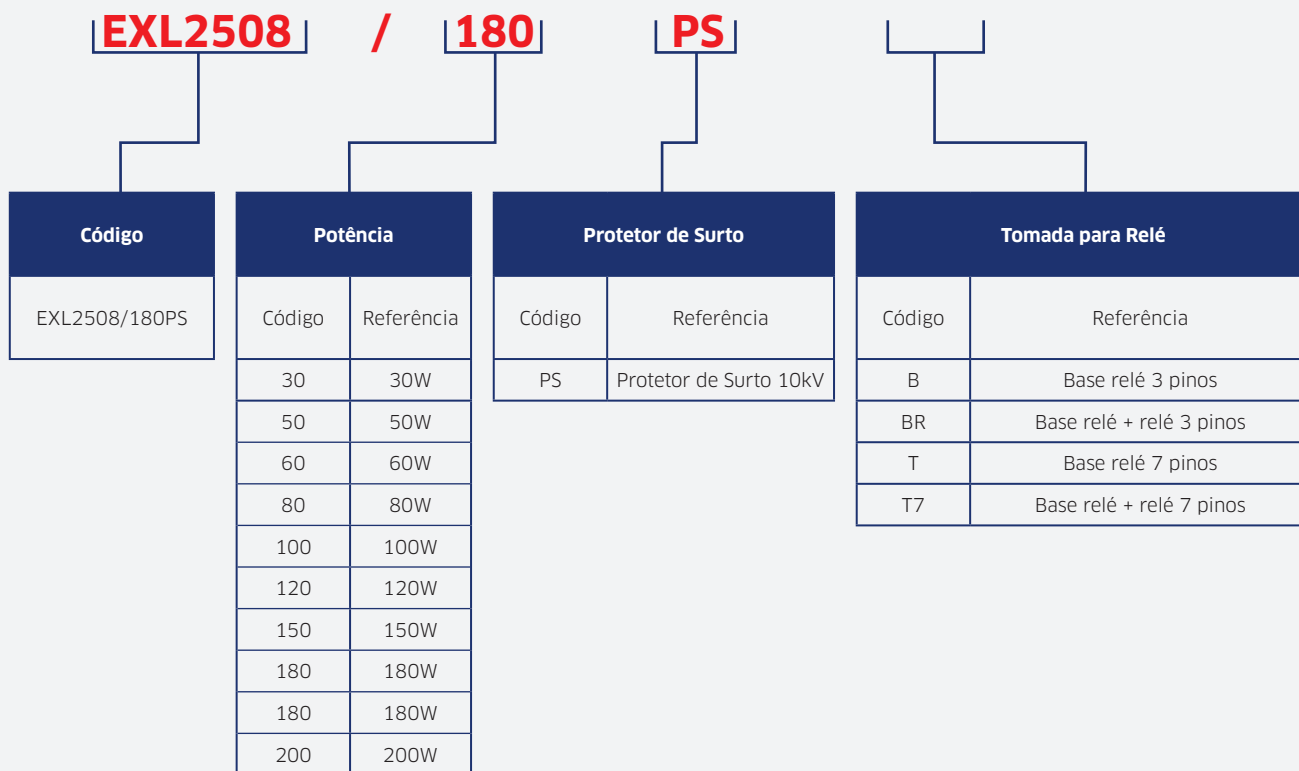 EXL2508 / 180 PS
Código Potência Protetor de Surto Tomada para Relé
EXL2508/180PS Código Referência Código Referência Código Referência
30 30W PS Protetor de Surto 10kV B Base relé 3 pinos
50 50W BR Base relé + relé 3 pinos
60 60W T Base relé 7 pinos
80 80W T7 Base relé + relé 7 pinos
100 100W
120 120W
150 150W
180 180W
180 180W
200 200W